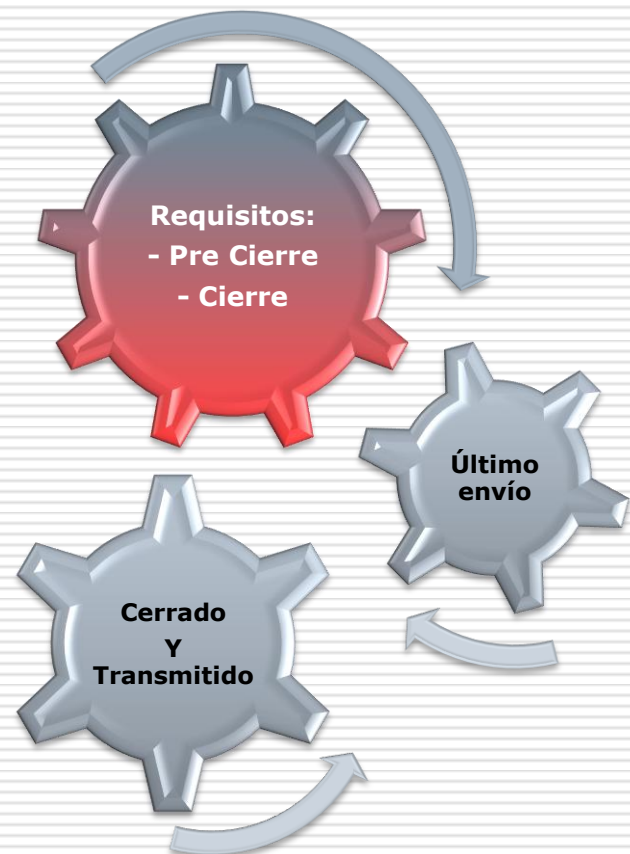 Requisitos:
- Pre Cierre
- Cierre
Último
envío
Cerrado
Y
Transmitido